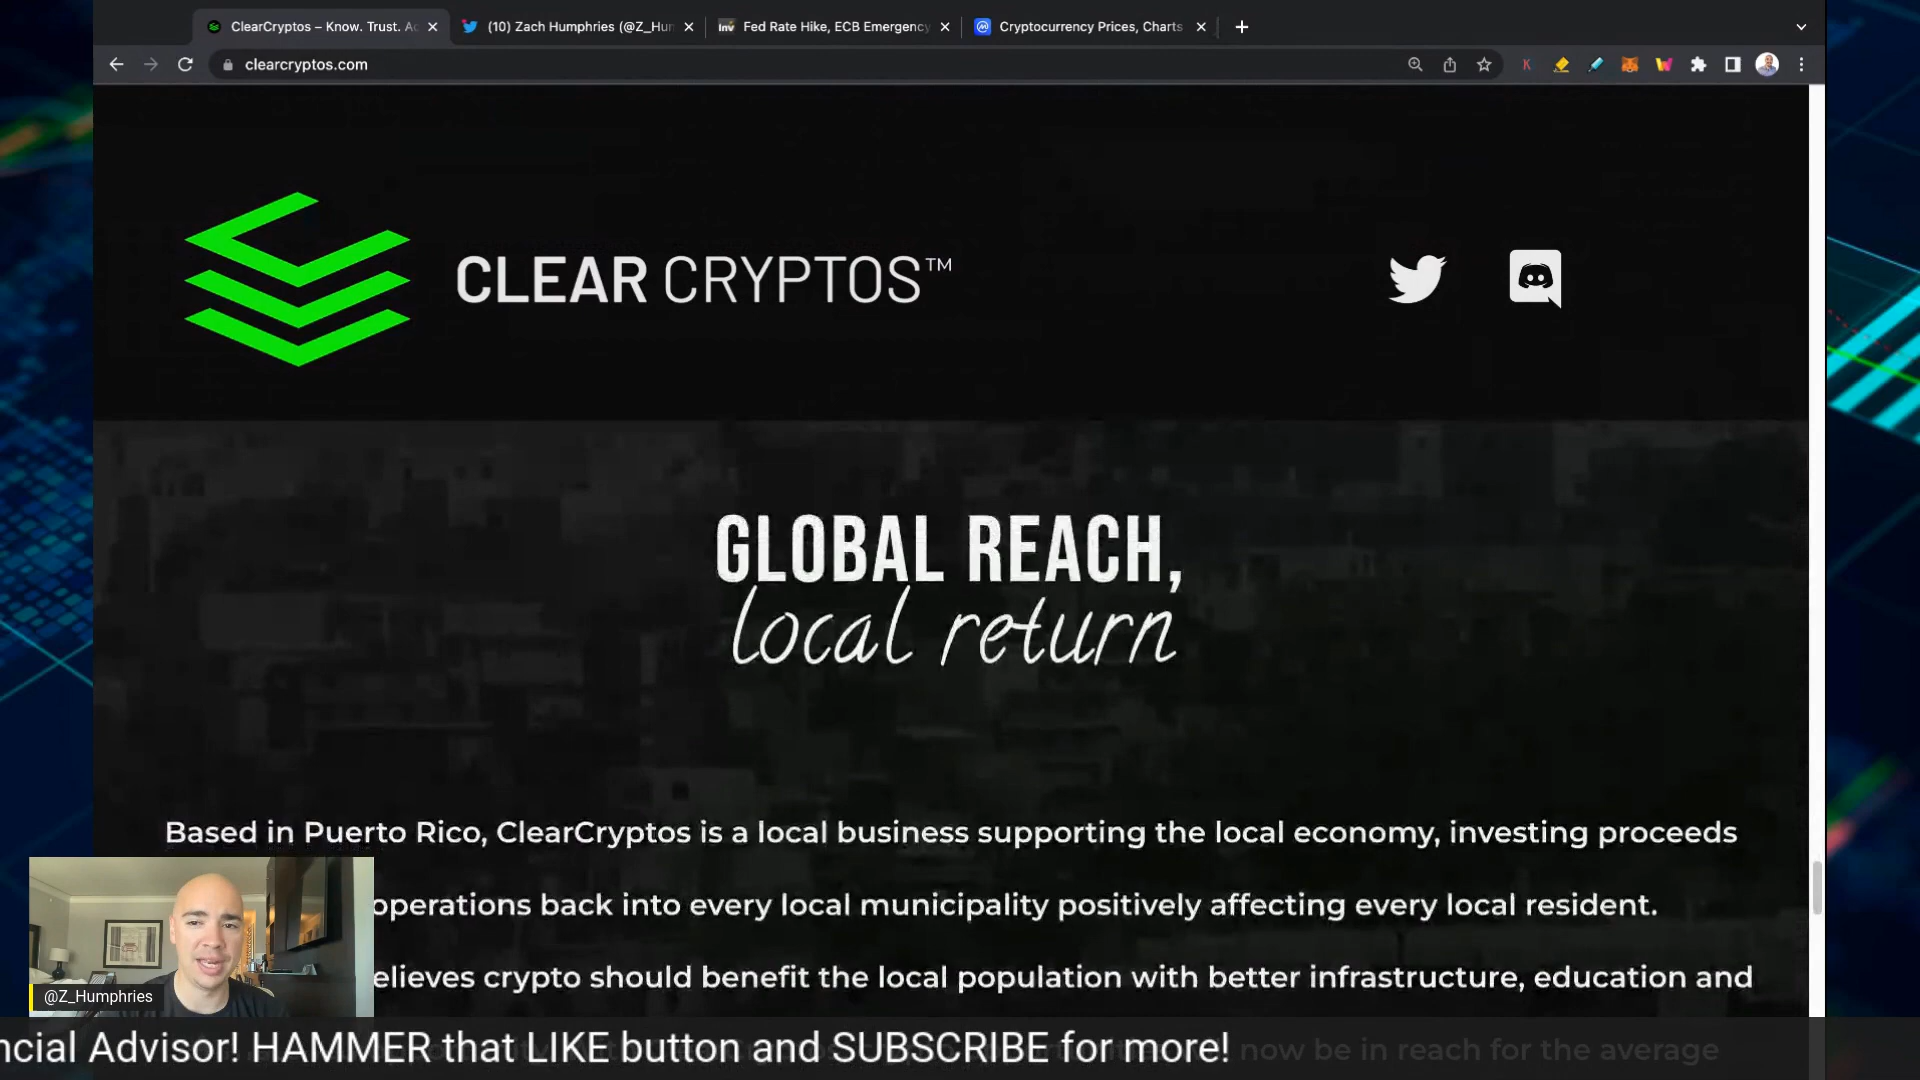 ClearCryptos – Know. Trust. Ac
(10) Zach Humphries (@Z_Hum
Fed Rate Hike, ECB Emergency
Cryptocurrency Prices, Charts
clearcryptos.com
CLEAR CRYPTOS™
GLOBAL REACH,
local return
Based in Puerto Rico, ClearCryptos is a local business supporting the local economy, investing proceeds
operations back into every local municipality positively affecting every local resident.
elieves crypto should benefit the local population with better infrastructure, education and
@Z_Humphries
ncial Advisor! HAMMER that LIKE button and SUBSCRIBE for more!
now be in reach for the average